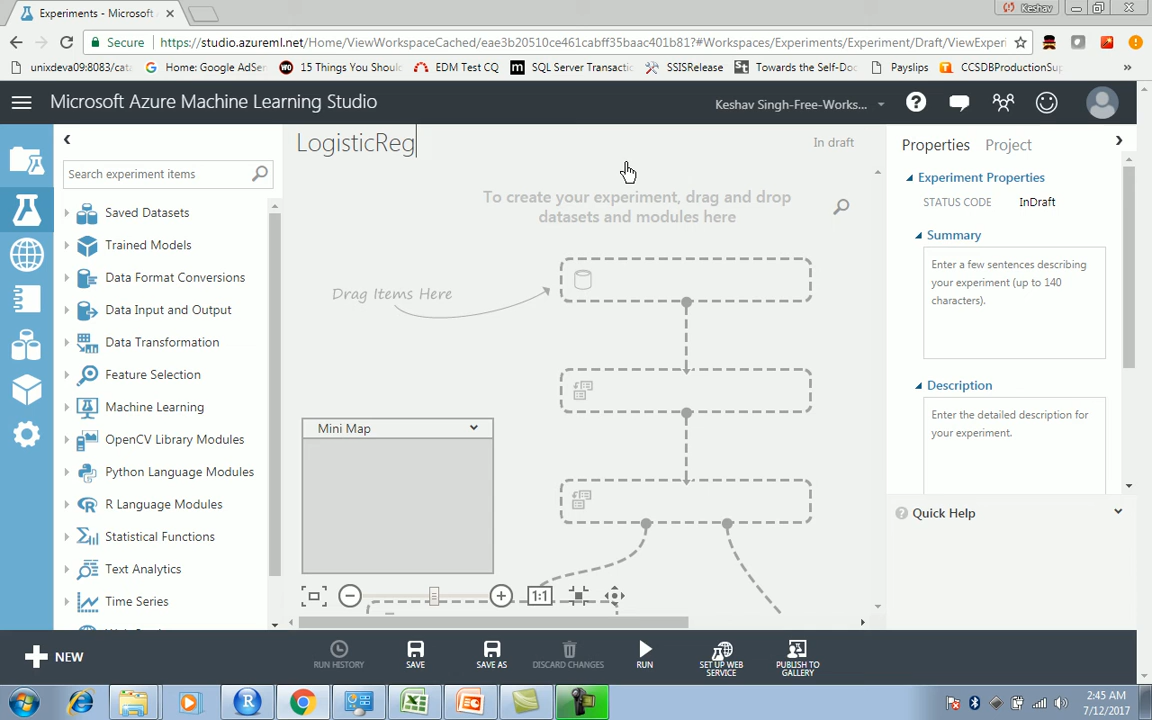 Experiments - Microsoft
Keshav
Secure
https://studio.azureml.net/Home/ViewWorkspaceCached/eae3b20510ce461cabff35baac401b81?#Workspaces/Experiments/Experiment/Draft/ViewExperi
unixdeva09:8083/cata
Home: Google AdSen
15 Things You Should
EDM Test CQ
SQL Server Transactic
SSISRelease
Towards the Self-Doc
Payslips
CCSDBProductionSup
»
Microsoft Azure Machine Learning Studio
Keshav Singh-Free-Works...
LogisticReg
In draft
Properties
Project
Search experiment items
Saved Datasets
Trained Models
Data Format Conversions
Data Input and Output
Data Transformation
Feature Selection
Machine Learning
OpenCV Library Modules
Python Language Modules
R Language Modules
Statistical Functions
Text Analytics
Time Series
To create your experiment, drag and drop
datasets and modules here
Drag Items Here
Mini Map
1:1
Experiment Properties
STATUS CODE
InDraft
Summary
Enter a few sentences describing
your experiment (up to 140
characters).
Description
Enter the detailed description for
your experiment.
Quick Help
NEW
RUN HISTORY
SAVE
SAVE AS
DISCARD CHANGES
RUN
SET UP WEB
SERVICE
PUBLISH TO
GALLERY
2:45 AM
7/12/2017